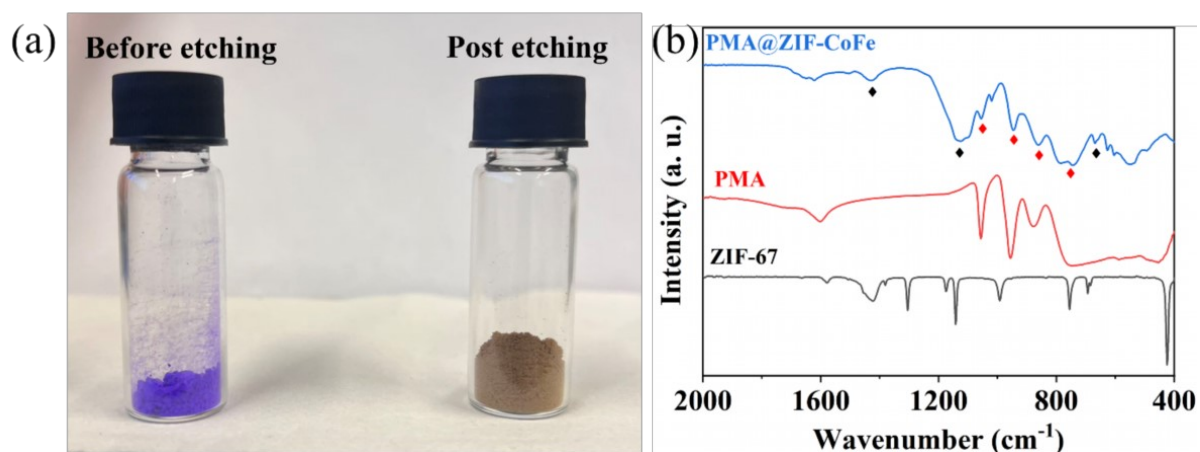 (a)
Before etching
Post etching
(b)
PMA@ZIF-CoFe
PMA
ZIF-67
Intensity (a. u.)
2000 1600 1200 800 400
Wavenumber (cm⁻¹)